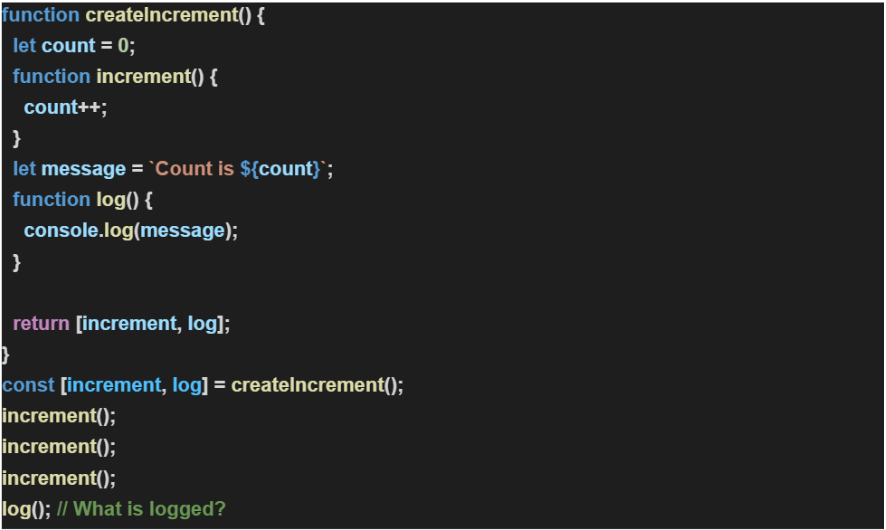 function createIncrement() {
let count = 0;
function increment() {
count++;
}
let message = `Count is ${count}`;
function log() {
console.log(message);
}
return [increment, log];
}
const [increment, log] = createIncrement();
increment();
increment();
increment();
log(); // What is logged?